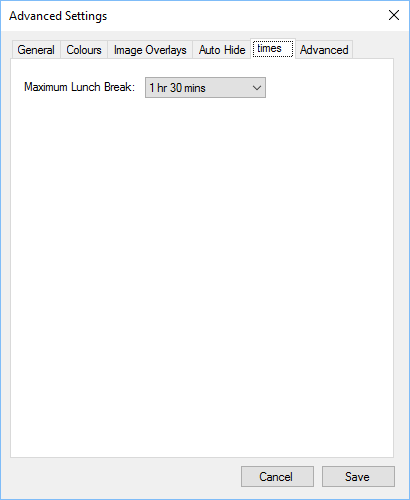 Advanced Settings
General Colours Image Overlays Auto Hide times Advanced
Maximum Lunch Break: 1 hr 30 mins
Cancel Save